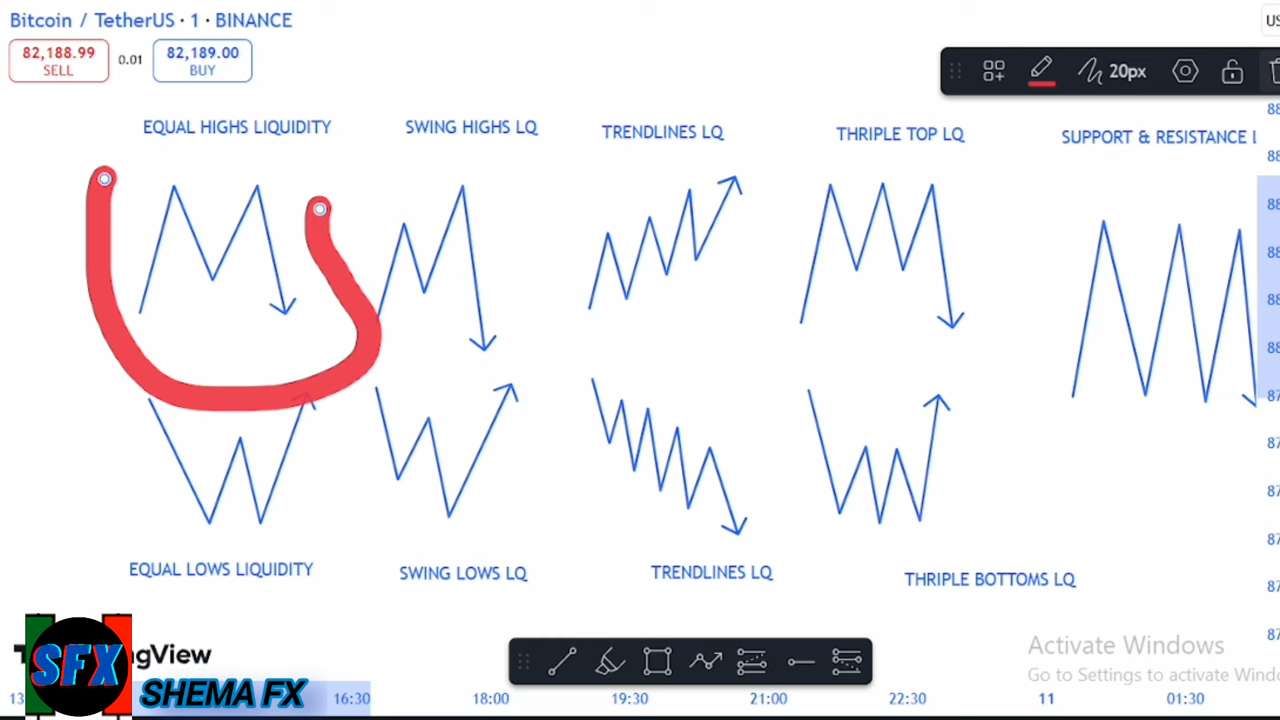 Bitcoin / TetherUS · 1 · BINANCE
82,188.99
SELL
0.01
82,189.00
BUY
20px
EQUAL HIGHS LIQUIDITY
SWING HIGHS LQ
TRENDLINES LQ
THRIPLE TOP LQ
SUPPORT & RESISTANCE
EQUAL LOWS LIQUIDITY
SWING LOWS LQ
TRENDLINES LQ
THRIPLE BOTTOMS LQ
Activate Windows
Go to Settings to activate
SFX
SHEMA FX
16:30
18:00
19:30
21:00
22:30
11
01:30